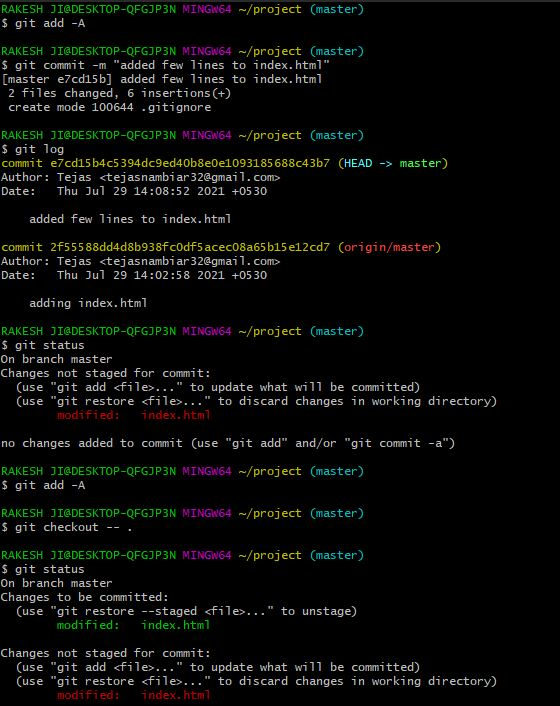 RAKESH JI@DESKTOP-QFGJP3N MINGW64 ~/project (master)
$ git add -A
RAKESH JI@DESKTOP-QFGJP3N MINGW64 ~/project (master)
$ git commit -m "added few lines to index.html"
[master e7cd15b] added few lines to index.html
 2 files changed, 6 insertions(+)
 create mode 100644 .gitignore
RAKESH JI@DESKTOP-QFGJP3N MINGW64 ~/project (master)
$ git log
commit e7cd15b4c5394dc9ed40b8e0e1093185688c43b7 (HEAD -> master)
Author: Tejas <tejasnambiar32@gmail.com>
Date:   Thu Jul 29 14:08:52 2021 +0530
    added few lines to index.html
commit 2f55588dd4d8b938fc0df5acec08a65b15e12cd7 (origin/master)
Author: Tejas <tejasnambiar32@gmail.com>
Date:   Thu Jul 29 14:02:58 2021 +0530
    adding index.html
RAKESH JI@DESKTOP-QFGJP3N MINGW64 ~/project (master)
$ git status
On branch master
Changes not staged for commit:
  (use "git add <file>..." to update what will be committed)
  (use "git restore <file>..." to discard changes in working directory)
        modified:   index.html
no changes added to commit (use "git add" and/or "git commit -a")
RAKESH JI@DESKTOP-QFGJP3N MINGW64 ~/project (master)
$ git add -A
RAKESH JI@DESKTOP-QFGJP3N MINGW64 ~/project (master)
$ git checkout -- .
RAKESH JI@DESKTOP-QFGJP3N MINGW64 ~/project (master)
$ git status
On branch master
Changes to be committed:
  (use "git restore --staged <file>..." to unstage)
        modified:   index.html
Changes not staged for commit:
  (use "git add <file>..." to update what will be committed)
  (use "git restore <file>..." to discard changes in working directory)
        modified:   index.html